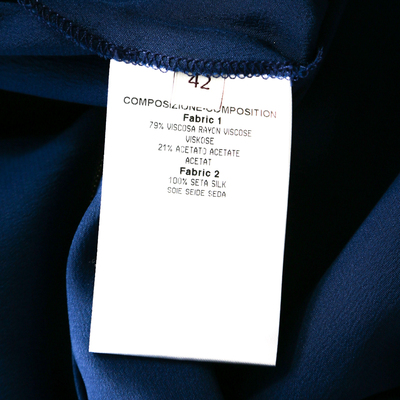 42
COMPOSIZIONE-COMPOSITION
Fabric 1
79% VISCOSA RAYON VISCOSE
VISKOSE
21% ACETATO ACETATE
ACETAT
Fabric 2
100% SETA SILK
SOIE SEIDE SEDA